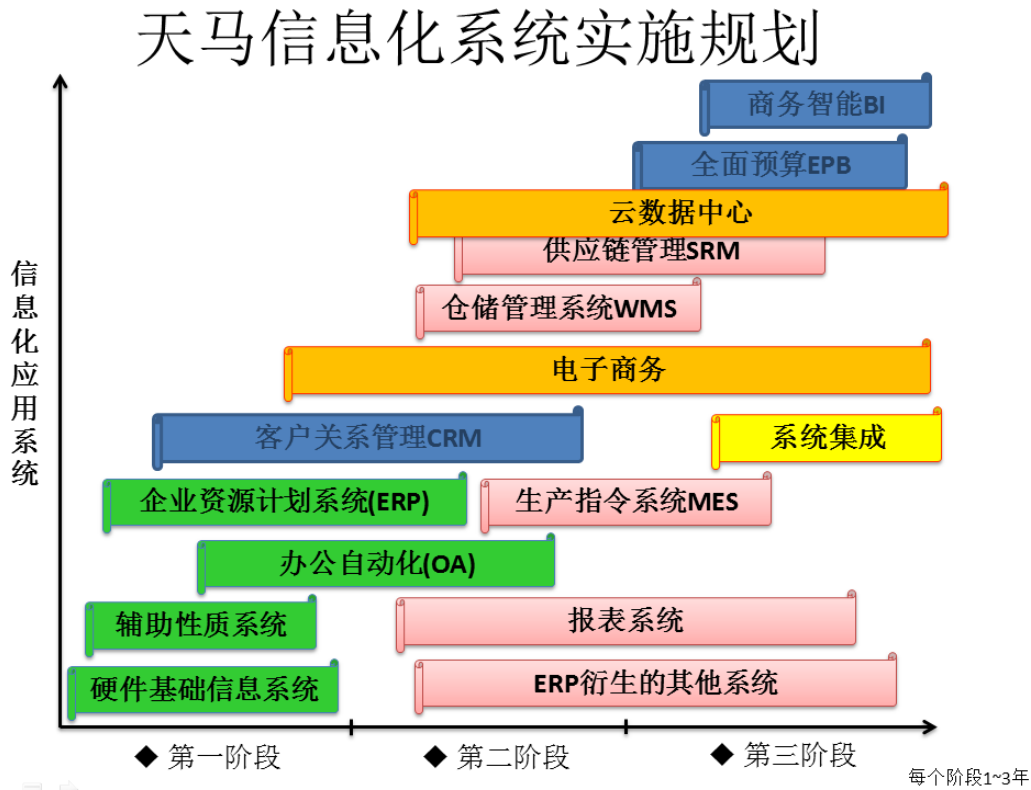 天马信息化系统实施规划
商务智能BI
全面预算EPB
云数据中心
供应链管理SRM
仓储管理系统WMS
电子商务
客户关系管理CRM
系统集成
企业资源计划系统(ERP)
生产指令系统MES
办公自动化(OA)
辅助性质系统
报表系统
硬件基础信息系统
ERP衍生的其他系统
信息化应用系统
◆ 第一阶段
◆ 第二阶段
◆ 第三阶段
每个阶段1~3年